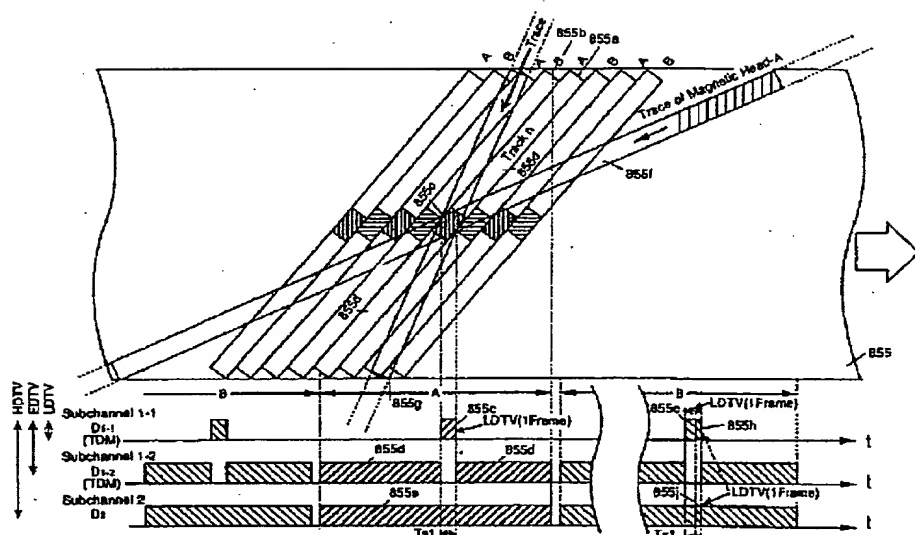 A
B
Trace
A
855b
855a
B
A
B
A
B
Trace of Magnetic Head-A
Track A
855d
855f
855c
855d
855
HDTV
EDTV
LDTV
B
A
B
855g
Subchannel 1-1
D1-1
(TDM)
855c
LDTV(1Frame)
855c
LDTV(1Frame)
855h
t
Subchannel 1-2
D1-2
(TDM)
855d
855d
t
Subchannel 2
D2
855e
855j
LDTV(1Frame)
t